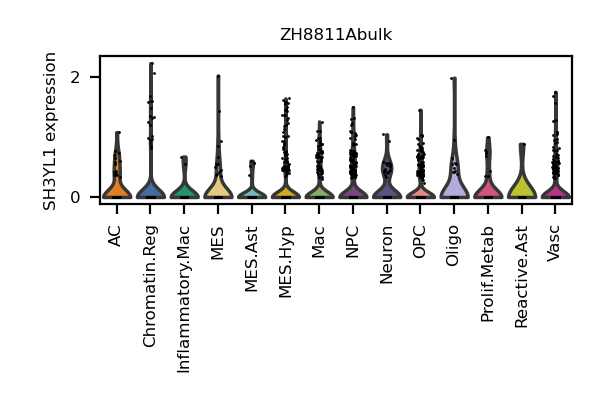 ZH8811Abulk
SH3YL1 expression
2
0
AC
Chromatin.Reg
Inflammatory.Mac
MES
MES.Ast
MES.Hyp
Mac
NPC
Neuron
OPC
Oligo
Prolif.Metab
Reactive.Ast
Vasc